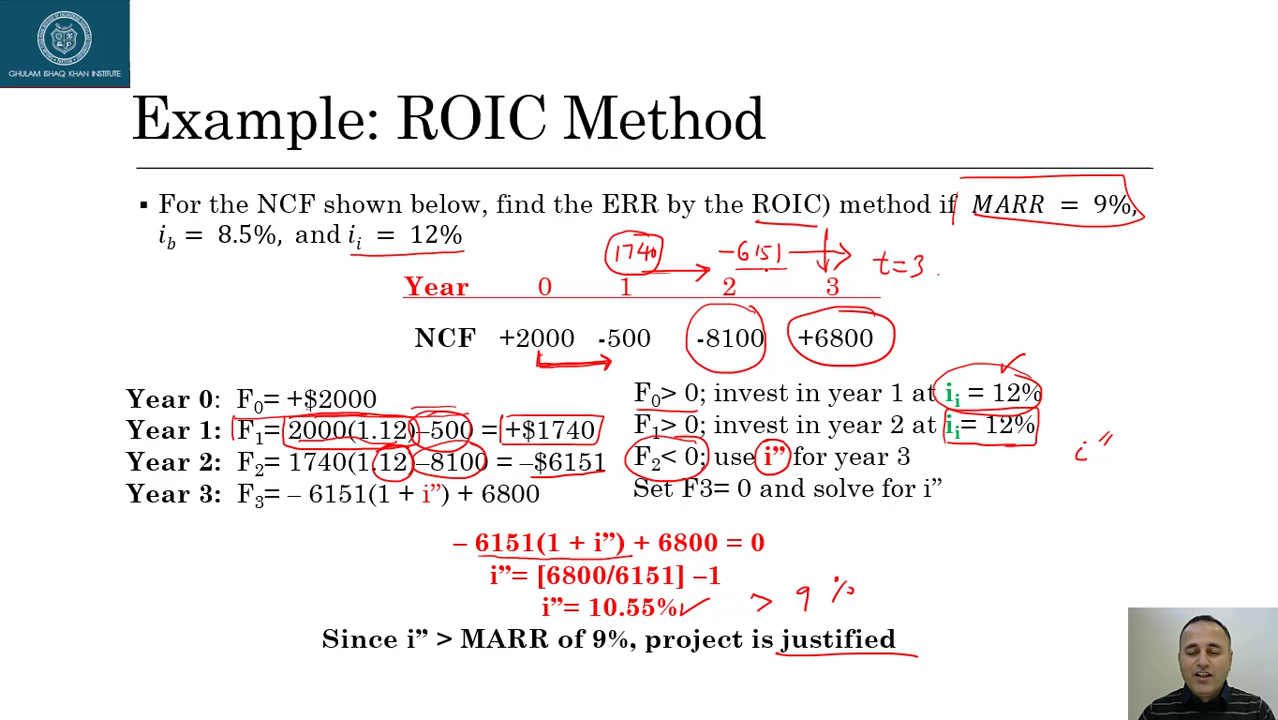 GHULAM ISHAQ KHAN INSTITUTE
Example: ROIC Method
▪ For the NCF shown below, find the ERR by the ROIC) method if MARR = 9%,
i_b = 8.5%, and i_i = 12%
1740 -6151 t=3
Year 0 1 2 3
NCF +2000 -500 -8100 +6800
Year 0: F₀= +$2000 F₀> 0; invest in year 1 at iᵢ = 12%
Year 1: F₁= 2000(1.12)–500 = +$1740 F₁> 0; invest in year 2 at iᵢ= 12%
Year 2: F₂= 1740(1.12)–8100 = –$6151 F₂< 0; use i” for year 3 i"
Year 3: F₃= – 6151(1 + i”) + 6800 Set F3= 0 and solve for i”
– 6151(1 + i”) + 6800 = 0
i”= [6800/6151] –1
i”= 10.55% > 9 %
Since i” > MARR of 9%, project is justified